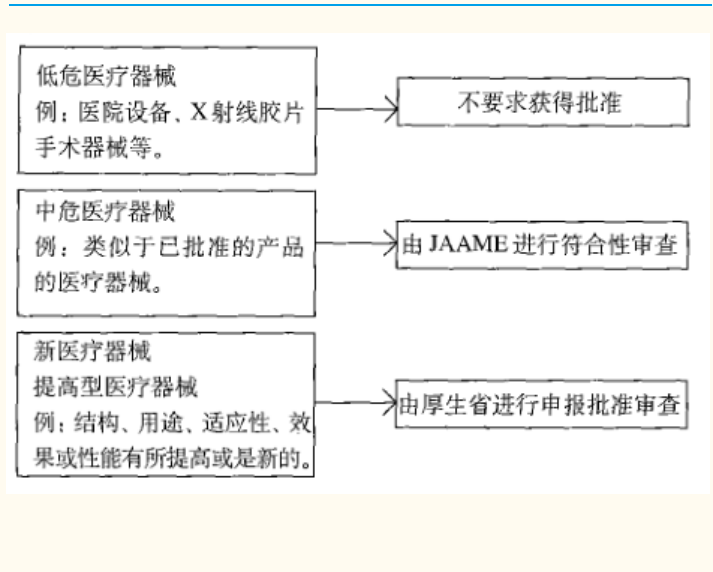 低危医疗器械
例：医院设备、X射线胶片
手术器械等。
不要求获得批准
中危医疗器械
例：类似于已批准的产品
的医疗器械。
由JAAME进行符合性审查
新医疗器械
提高型医疗器械
例：结构、用途、适应性、效
果或性能有所提高或是新的。
由厚生省进行申报批准审查